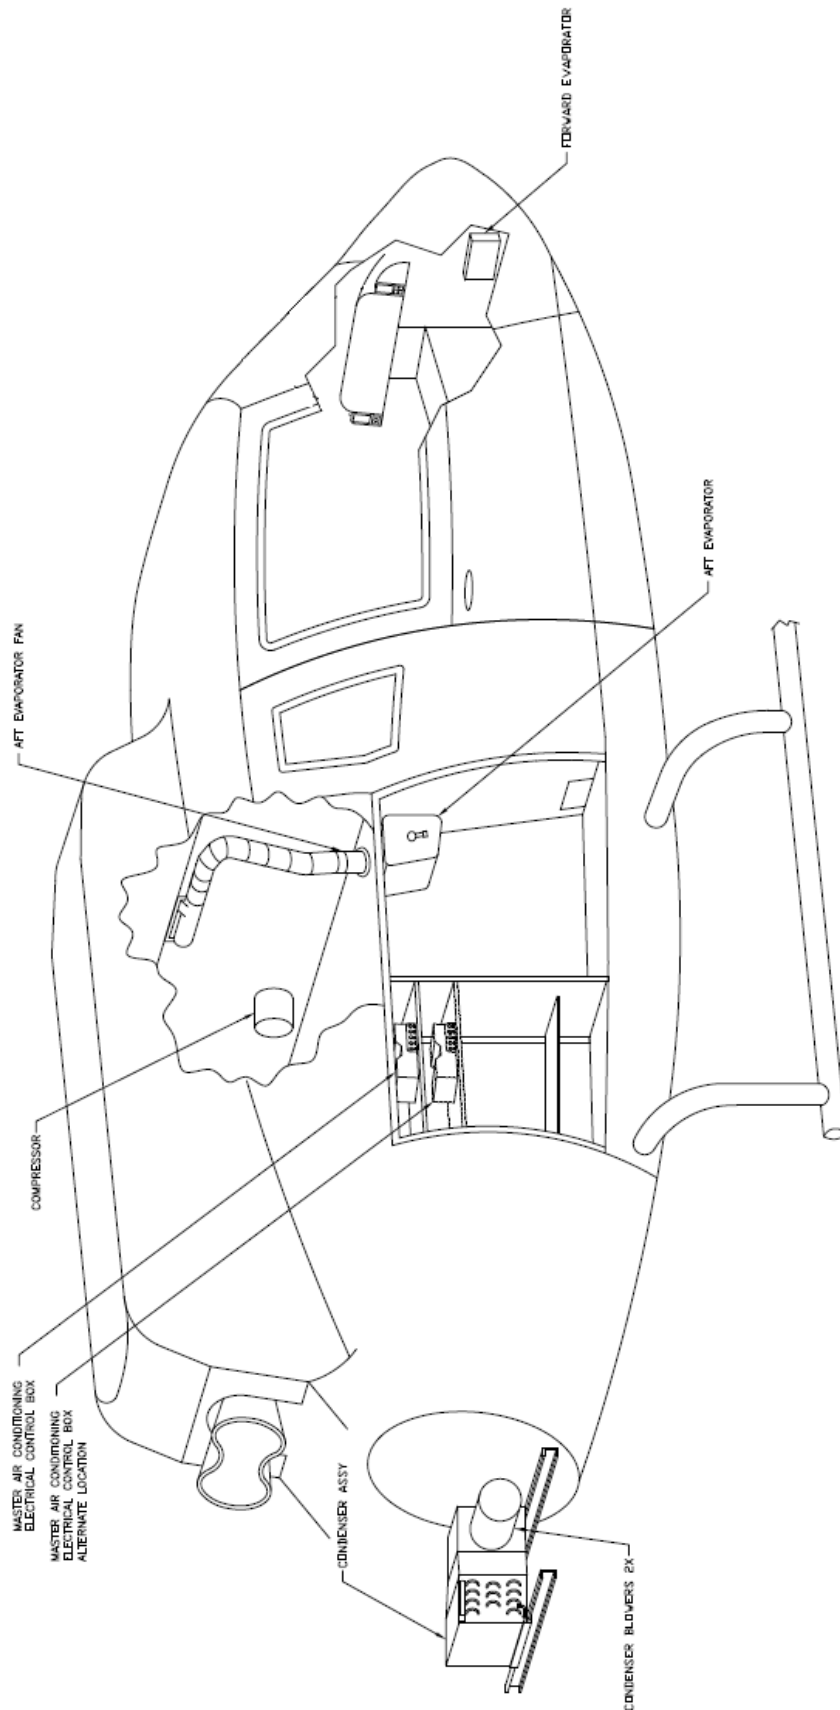 MASTER AIR CONDITIONING
ELECTRICAL CONTROL BOX
MASTER AIR CONDITIONING
ELECTRICAL CONTROL BOX
ALTERNATE LOCATION
COMPRESSOR
AFT EVAPORATOR FAN
FORWARD EVAPORATOR
AFT EVAPORATOR
CONDENSER ASSY
CONDENSER BLOWERS 2X